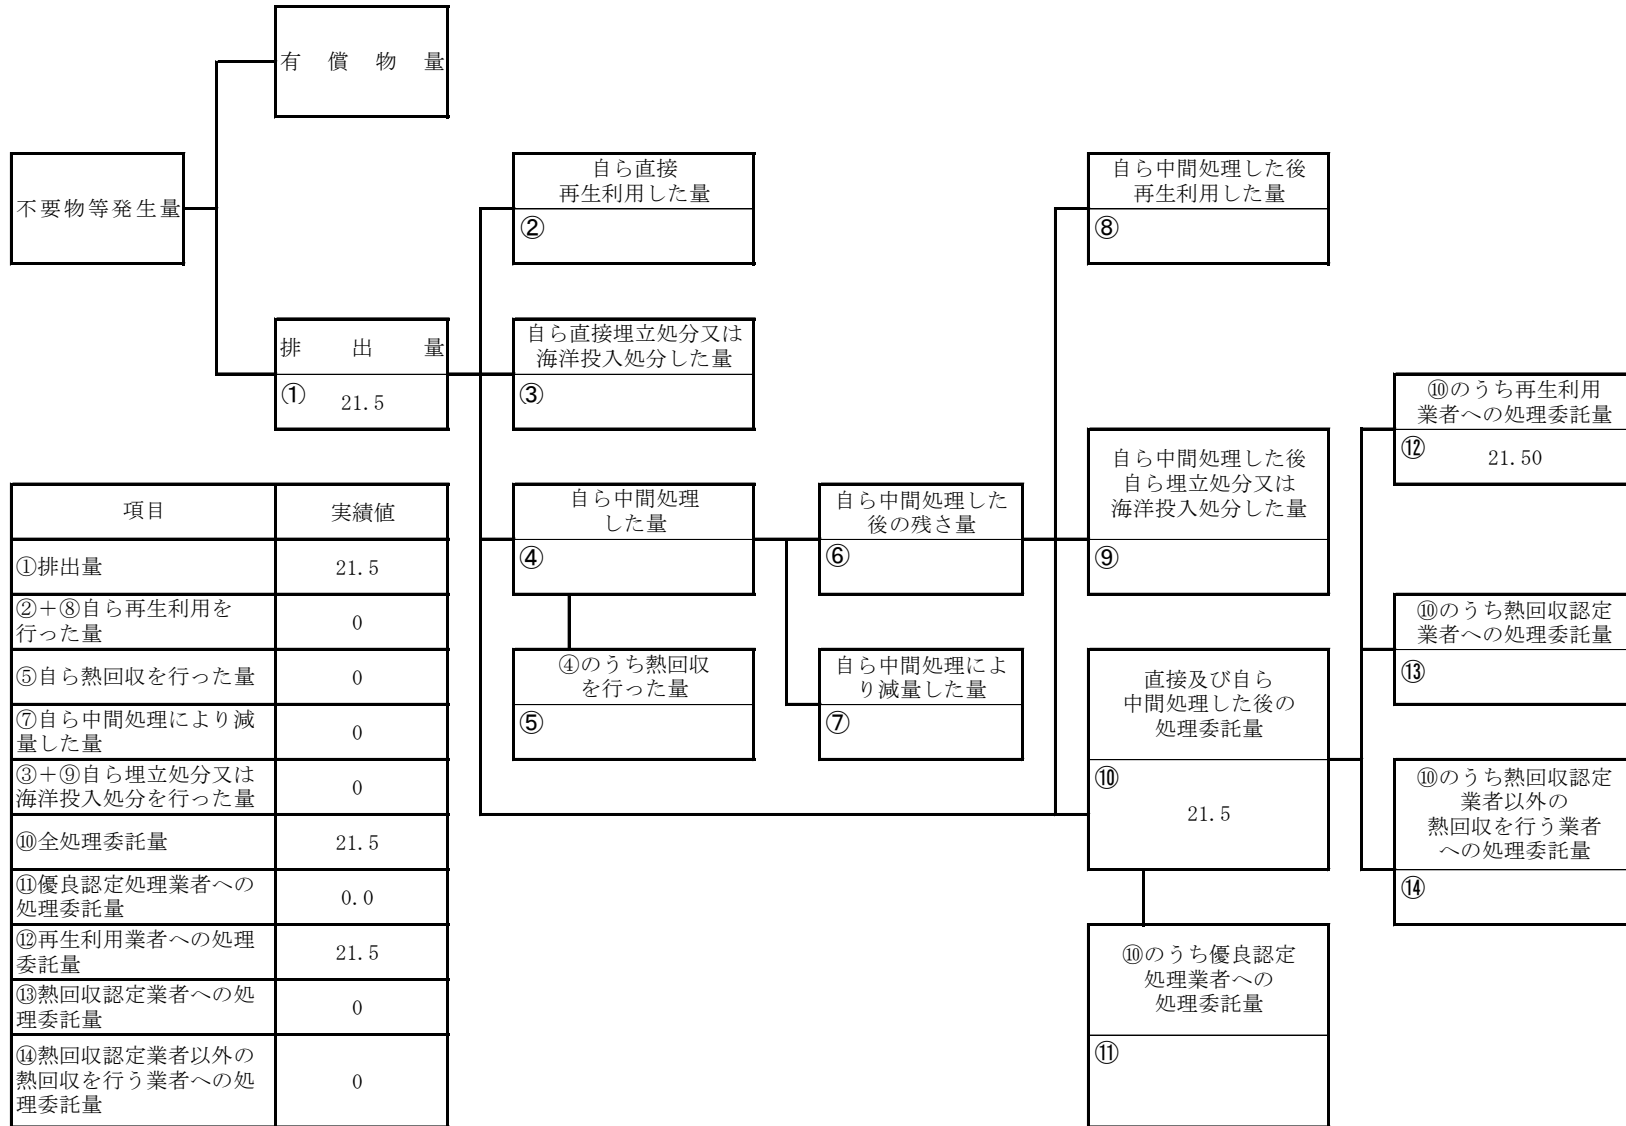 有償物量
不要物等発生量
排出量
① 21.5
自ら直接
再生利用した量
②
自ら直接埋立処分又は
海洋投入処分した量
③
自ら中間処理
した量
④
④のうち熱回収
を行った量
⑤
自ら中間処理した
後の残さ量
⑥
自ら中間処理によ
り減量した量
⑦
自ら中間処理した後
再生利用した量
⑧
自ら中間処理した後
自ら埋立処分又は
海洋投入処分した量
⑨
直接及び自ら
中間処理した後の
処理委託量
⑩
21.5
⑩のうち優良認定
処理業者への
処理委託量
⑪
⑩のうち再生利用
業者への処理委託量
⑫ 21.50
⑩のうち熱回収認定
業者への処理委託量
⑬
⑩のうち熱回収認定
業者以外の
熱回収を行う業者
への処理委託量
⑭
項目 実績値
①排出量 21.5
②＋⑧自ら再生利用を
行った量 0
⑤自ら熱回収を行った量 0
⑦自ら中間処理により減
量した量 0
③＋⑨自ら埋立処分又は
海洋投入処分を行った量 0
⑩全処理委託量 21.5
⑪優良認定処理業者への
処理委託量 0.0
⑫再生利用業者への処理
委託量 21.5
⑬熱回収認定業者への処
理委託量 0
⑭熱回収認定業者以外の
熱回収を行う業者への処
理委託量 0